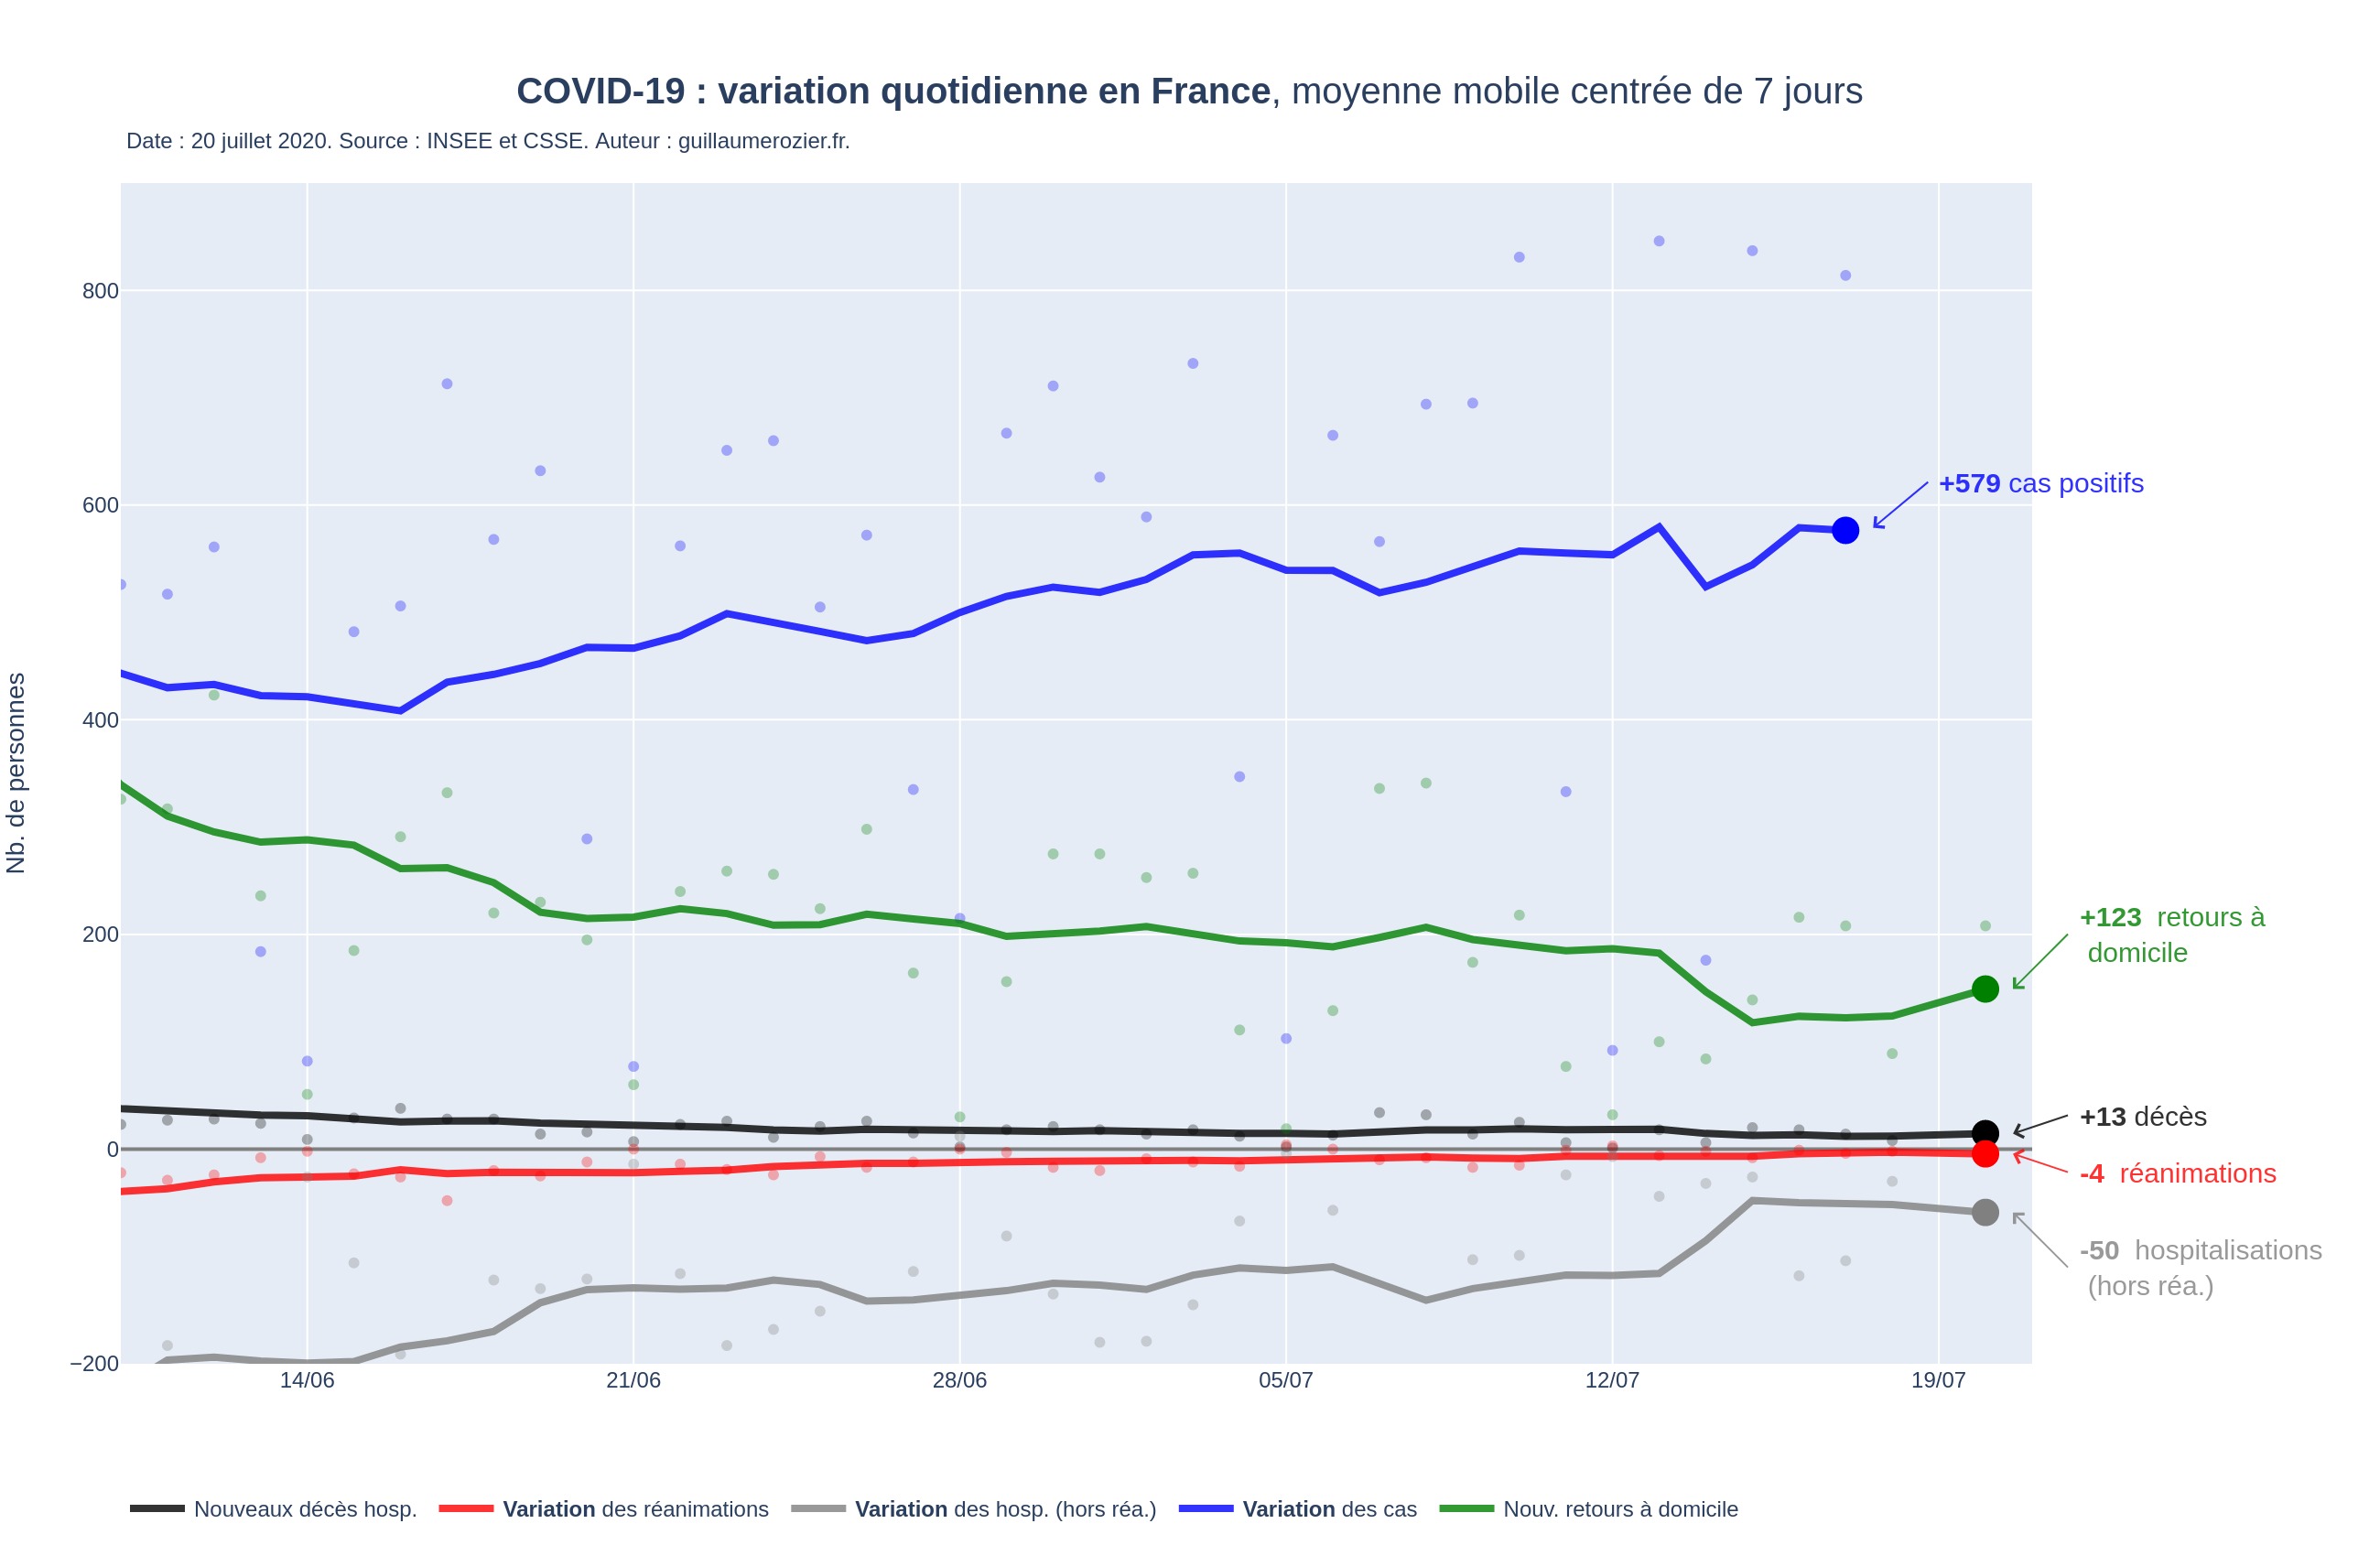 COVID-19 : variation quotidienne en France, moyenne mobile centrée de 7 jours
Date : 20 juillet 2020. Source : INSEE et CSSE. Auteur : guillaumerozier.fr.
Nb. de personnes
800
600
400
200
0
−200
+579 cas positifs
+123 retours à
domicile
+13 décès
-4 réanimations
-50 hospitalisations
(hors réa.)
14/06 21/06 28/06 05/07 12/07 19/07
Nouveaux décès hosp. Variation des réanimations Variation des hosp. (hors réa.) Variation des cas Nouv. retours à domicile